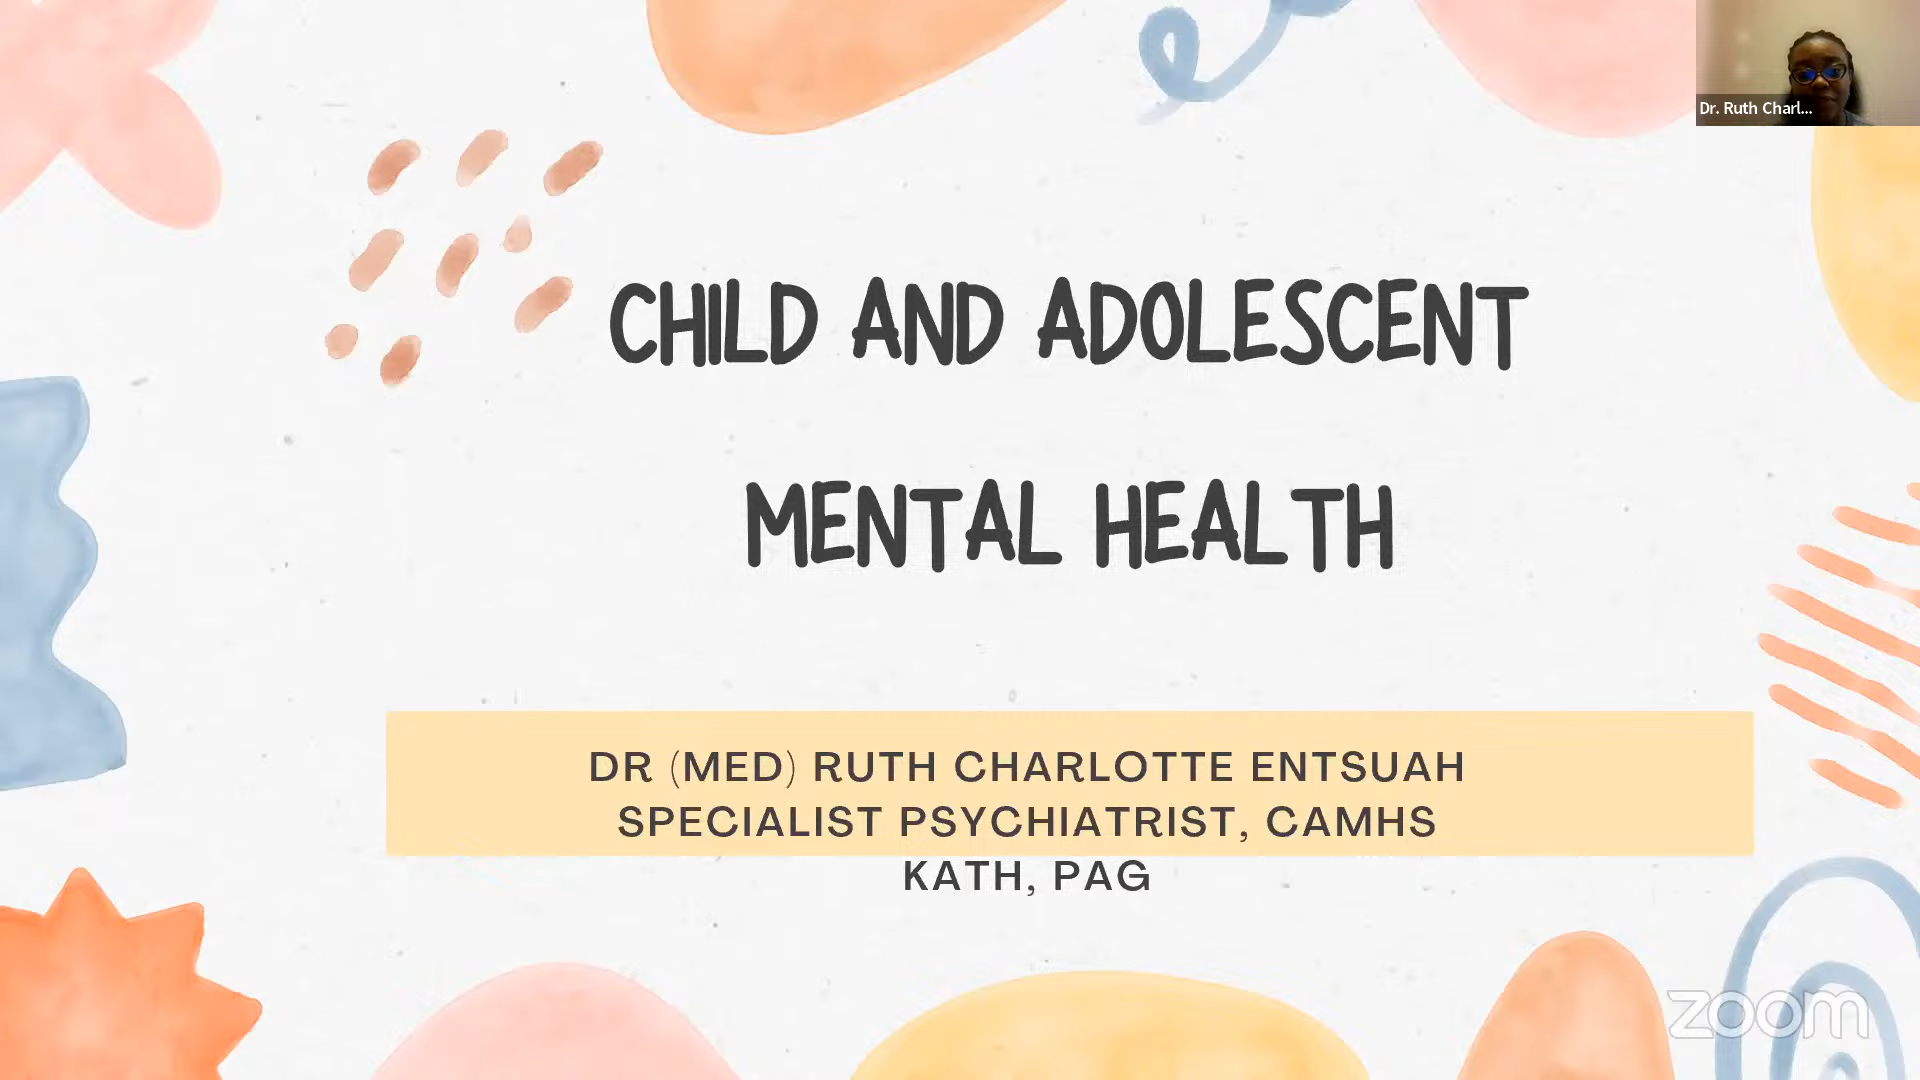 Dr. Ruth Charl...
CHILD AND ADOLESCENT
MENTAL HEALTH
DR (MED) RUTH CHARLOTTE ENTSUAH
SPECIALIST PSYCHIATRIST, CAMHS
KATH, PAG
zoom